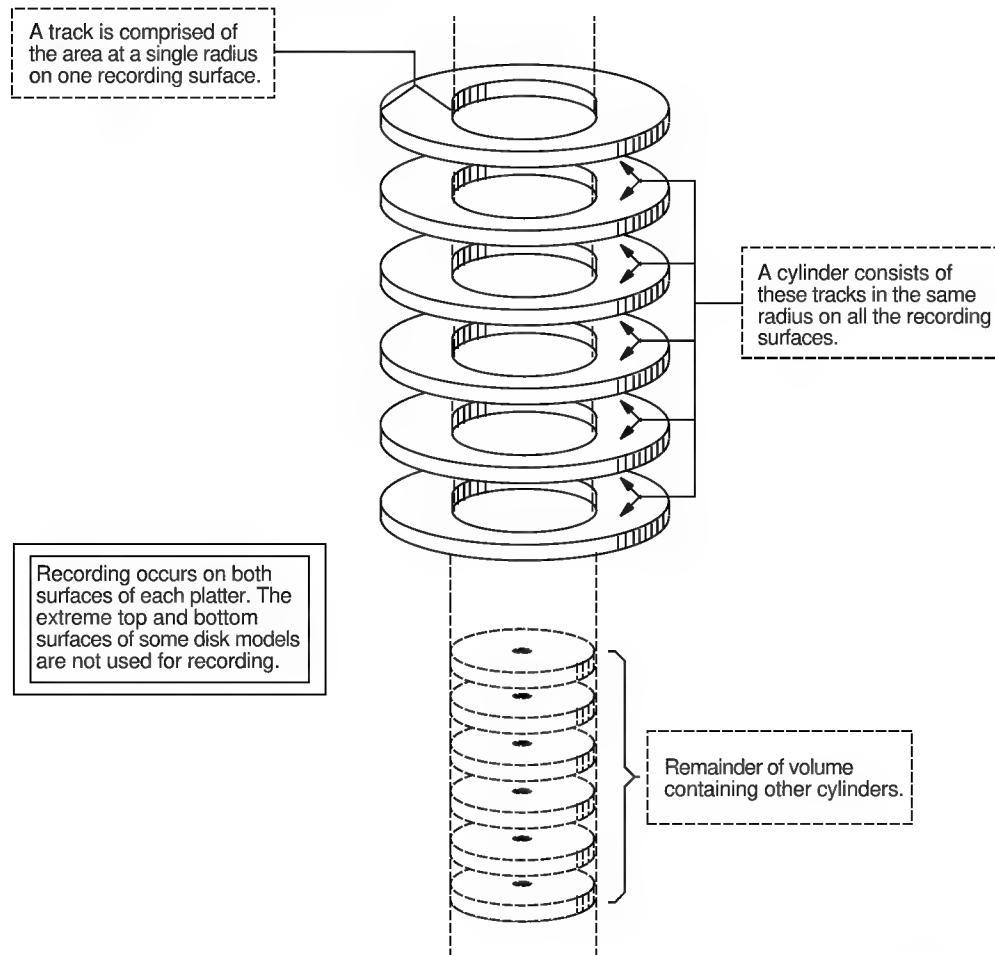 A track is comprised of
the area at a single radius
on one recording surface.
A cylinder consists of
these tracks in the same
radius on all the recording
surfaces.
Recording occurs on both
surfaces of each platter. The
extreme top and bottom
surfaces of some disk models
are not used for recording.
Remainder of volume
containing other cylinders.